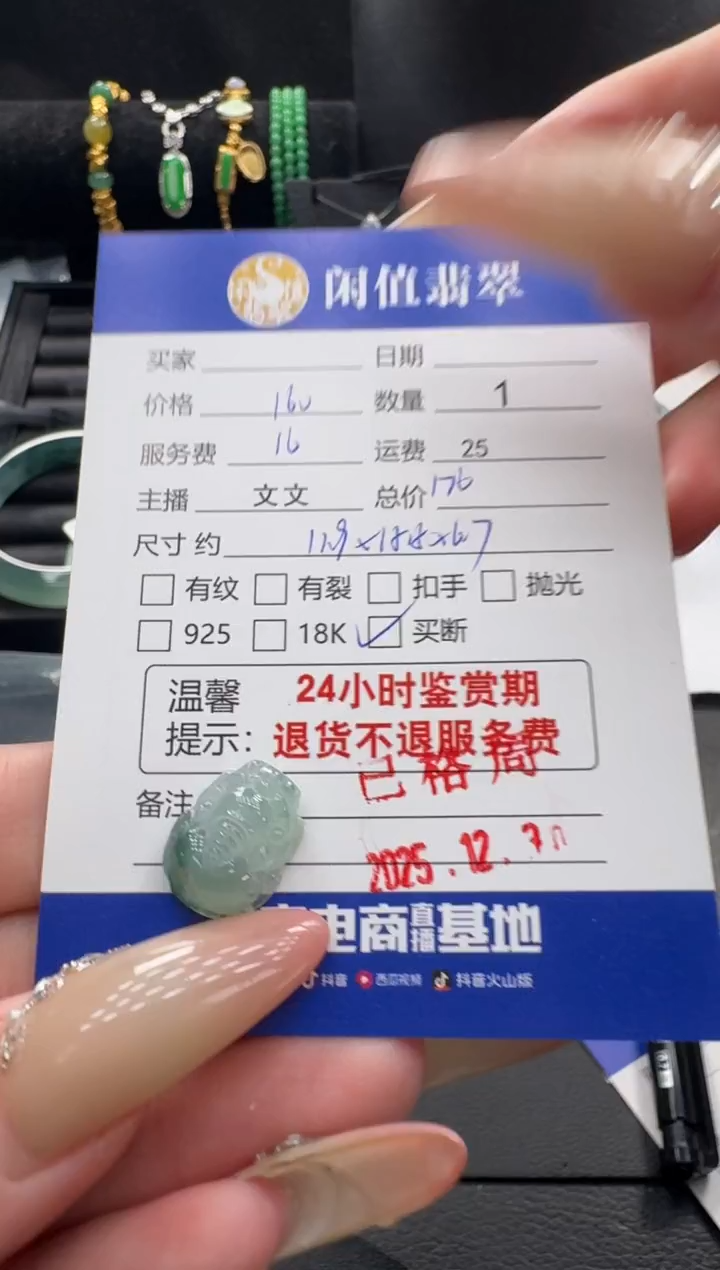 闲值翡翠
买家 日期
价格 160 数量 1
服务费 16 运费 25
主播 文文 总价 176
尺寸 约
有纹 有裂 扣手 抛光
925 18K 买断
温馨 24小时鉴赏期
提示: 退货不退服务费
备注
2025.12.
电商直播基地
抖音 西瓜视频 抖音火山版